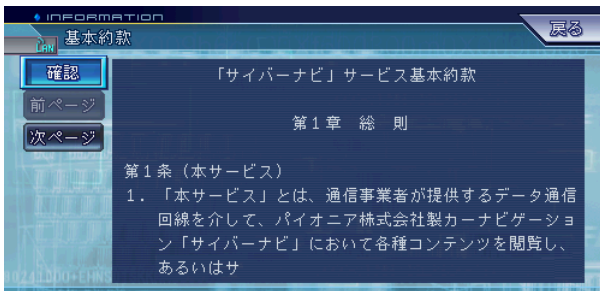 INFORMATION
戻る
LAN 基本約款
確認
前ページ
次ページ
「サイバーナビ」サービス基本約款
第1章 総 則
第1条（本サービス）
1. 「本サービス」とは、通信事業者が提供するデータ通信
回線を介して、パイオニア株式会社製カーナビゲーショ
ン「サイバーナビ」において各種コンテンツを閲覧し、
あるいはサ